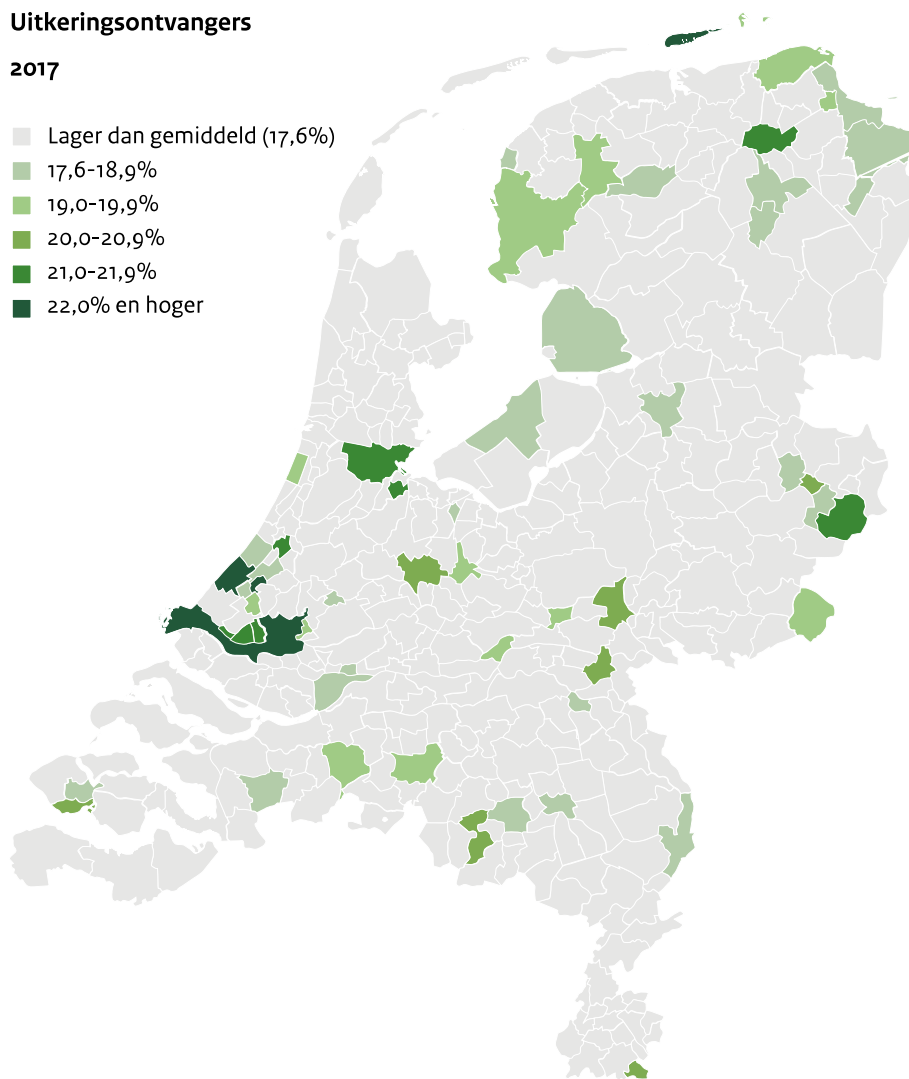 Uitkeringsontvangers
2017
Lager dan gemiddeld (17,6%)
17,6-18,9%
19,0-19,9%
20,0-20,9%
21,0-21,9%
22,0% en hoger